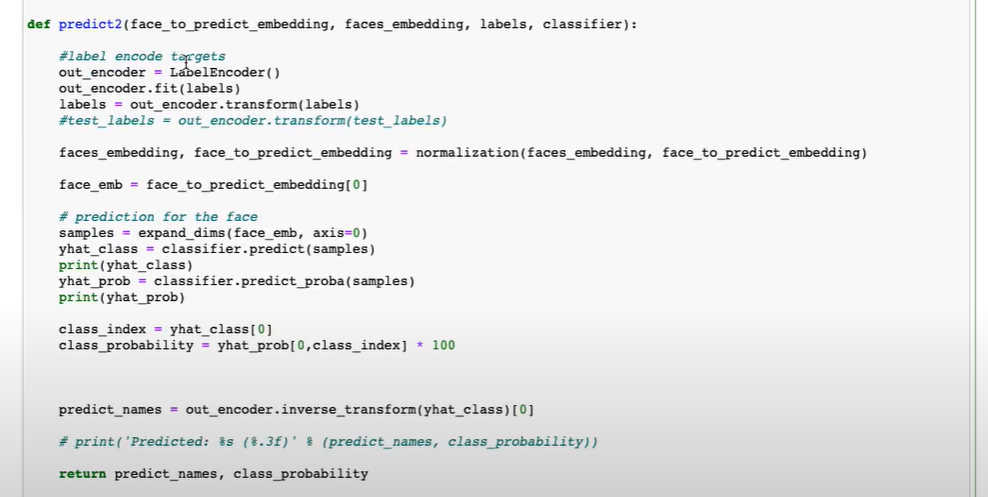 def predict2(face_to_predict_embedding, faces_embedding, labels, classifier):
#label encode targets
out_encoder = LabelEncoder()
out_encoder.fit(labels)
labels = out_encoder.transform(labels)
#test_labels = out_encoder.transform(test_labels)
faces_embedding, face_to_predict_embedding = normalization(faces_embedding, face_to_predict_embedding)
face_emb = face_to_predict_embedding[0]
# prediction for the face
samples = expand_dims(face_emb, axis=0)
yhat_class = classifier.predict(samples)
print(yhat_class)
yhat_prob = classifier.predict_proba(samples)
print(yhat_prob)
class_index = yhat_class[0]
class_probability = yhat_prob[0,class_index] * 100
predict_names = out_encoder.inverse_transform(yhat_class)[0]
# print('Predicted: %s (%.3f)' % (predict_names, class_probability))
return predict_names, class_probability